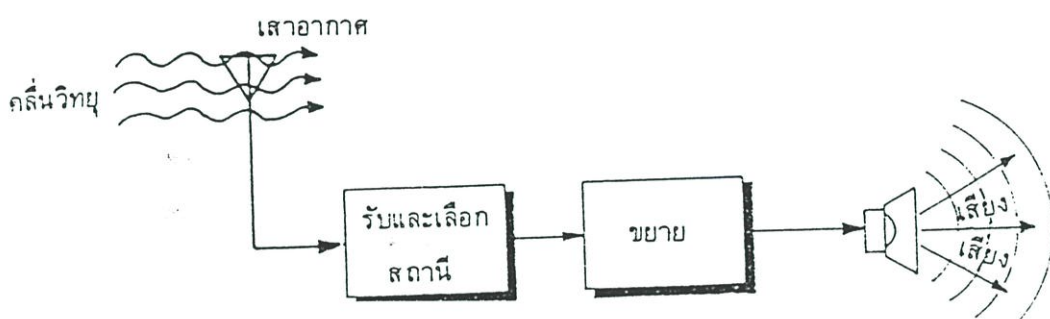 เสาอากาศ
คลื่นวิทยุ
รับและเลือก
สถานี
ขยาย
เสียง
เสียง